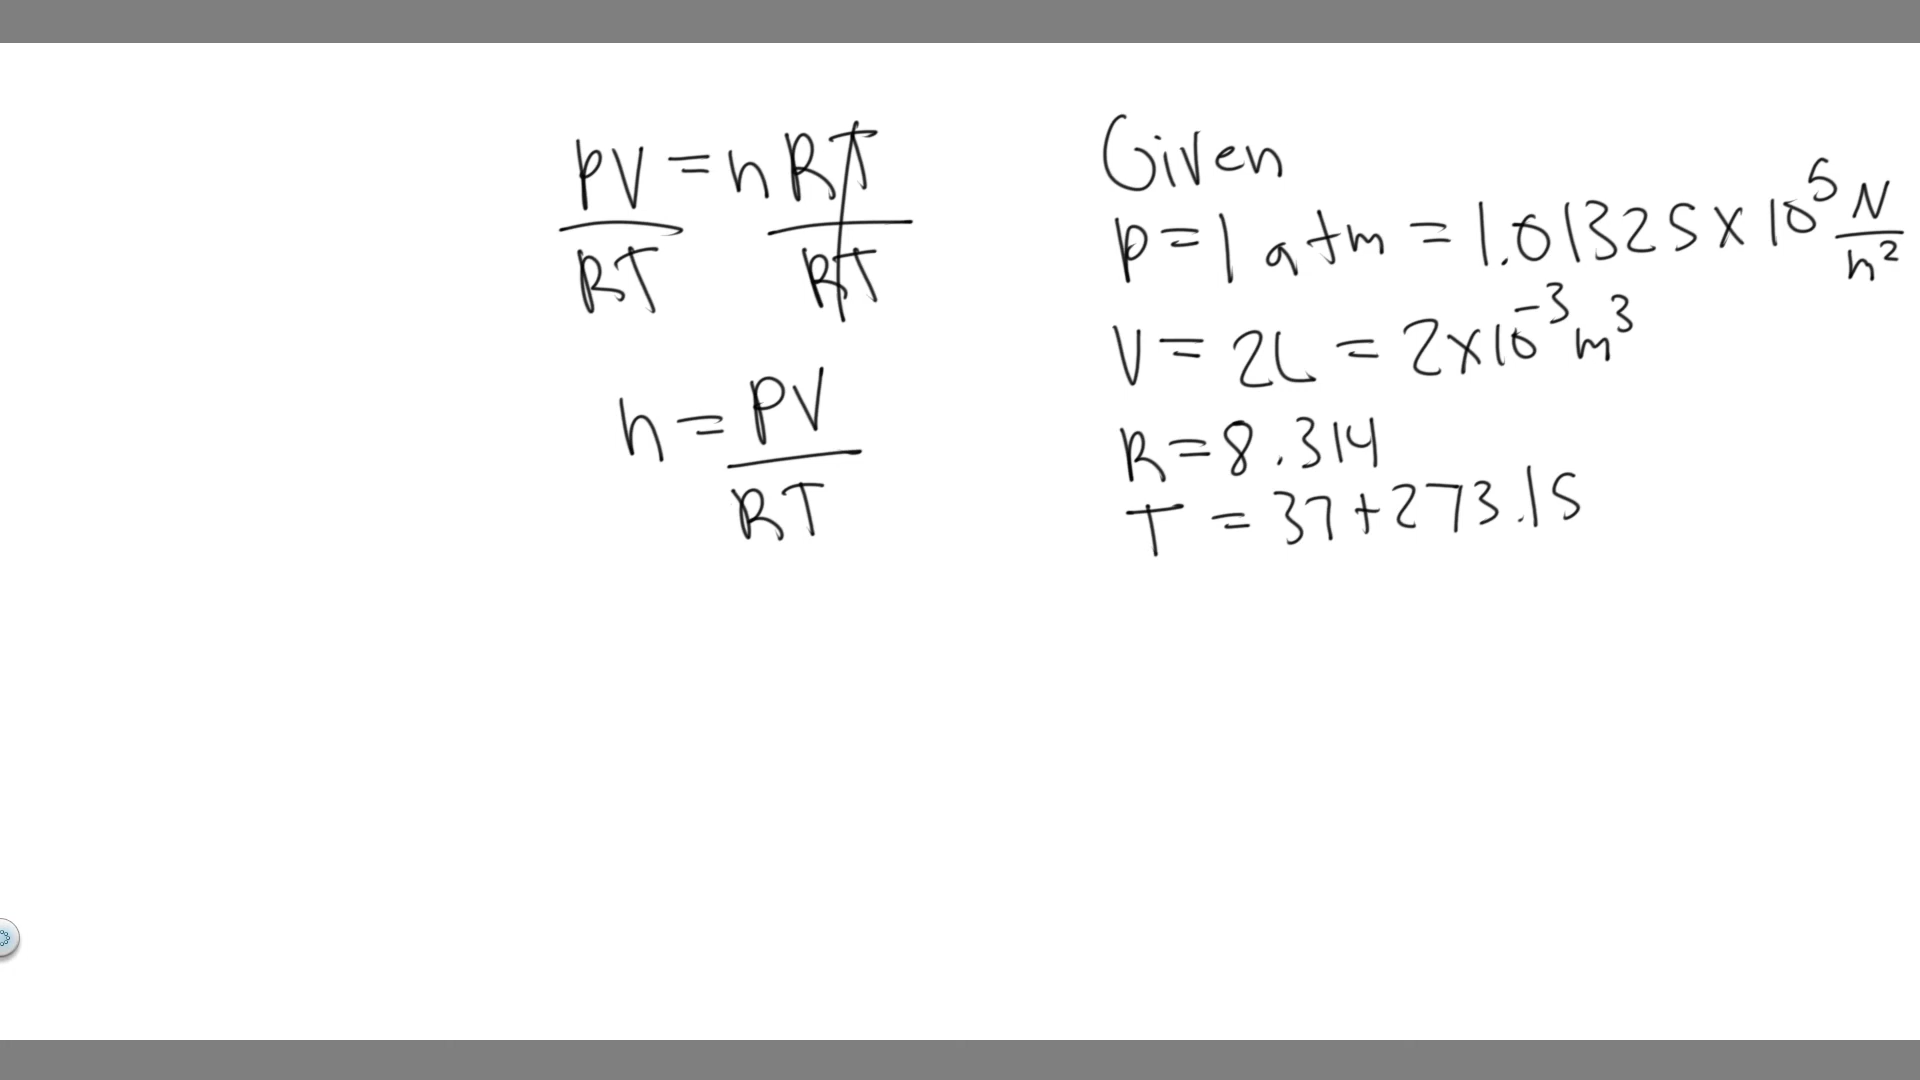 PV = nRT
RT RT
n = PV
RT
Given
P = 1 atm = 1.01325 x 10^5 N/m^2
V = 2L = 2x10^-3 m^3
R = 8.314
T = 37+273.15